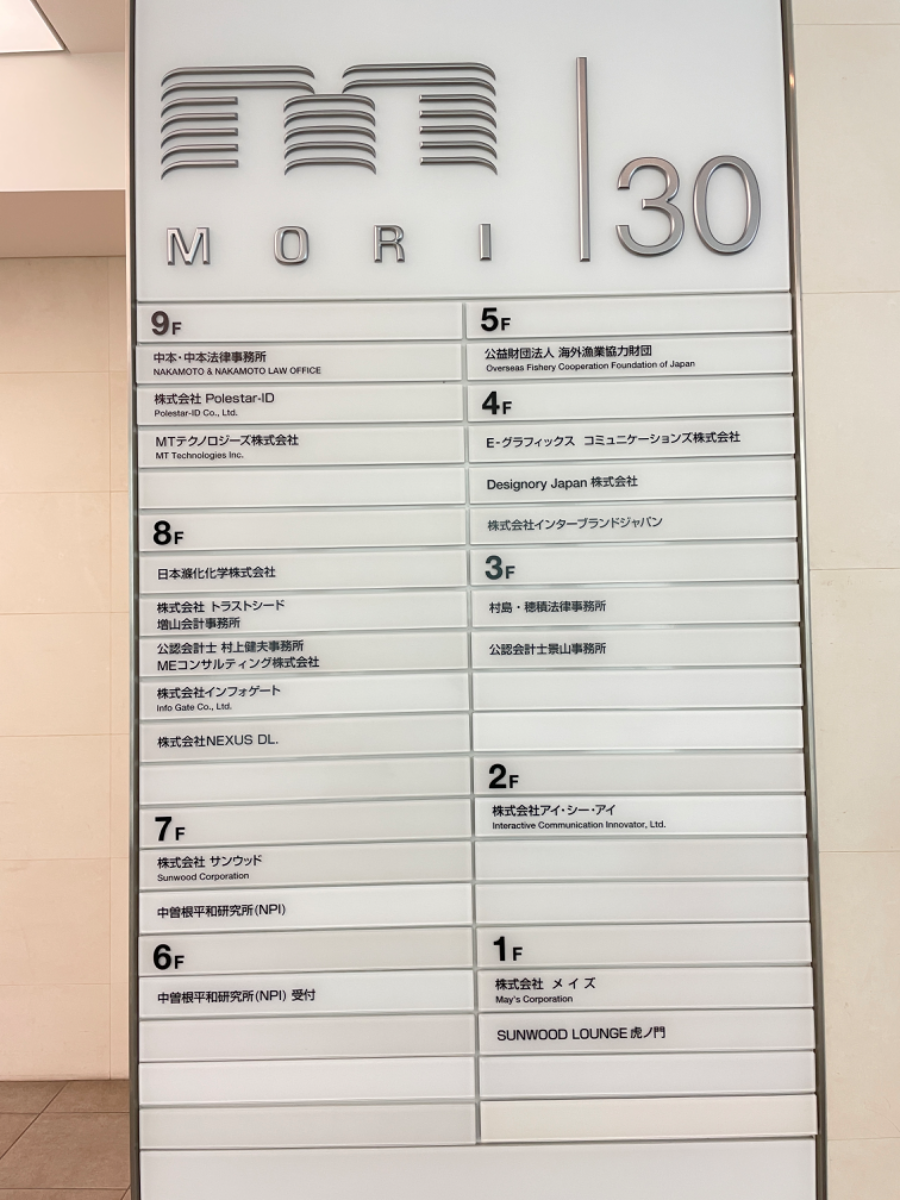 MORI
30
9F
中本・中本法律事務所
NAKAMOTO & NAKAMOTO LAW OFFICE
株式会社 Polestar-ID
Polestar-ID Co., Ltd.
MTテクノロジーズ株式会社
MT Technologies Inc.
8F
日本滌化化学株式会社
株式会社 トラストシード
増山会計事務所
公認会計士 村上健夫事務所
MEコンサルティング株式会社
株式会社インフォゲート
Info Gate Co., Ltd.
株式会社NEXUS DL.
7F
株式会社 サンウッド
Sunwood Corporation
中曽根平和研究所(NPI)
6F
中曽根平和研究所(NPI) 受付
5F
公益財団法人 海外漁業協力財団
Overseas Fishery Cooperation Foundation of Japan
4F
E-グラフィックス コミュニケーションズ株式会社
Designory Japan 株式会社
株式会社インターブランドジャパン
3F
村島・穂積法律事務所
公認会計士景山事務所
2F
株式会社アイ・シー・アイ
Interactive Communication Innovator, Ltd.
1F
株式会社 メイズ
May's Corporation
SUNWOOD LOUNGE 虎ノ門